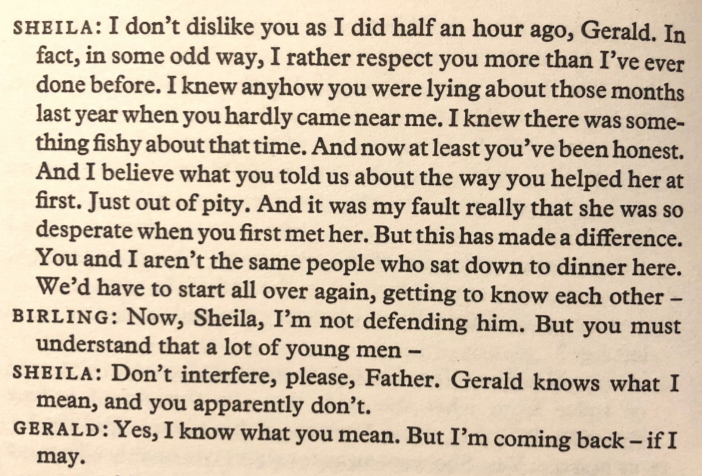 SHEILA: I don't dislike you as I did half an hour ago, Gerald. In
fact, in some odd way, I rather respect you more than I've ever
done before. I knew anyhow you were lying about those months
last year when you hardly came near me. I knew there was some-
thing fishy about that time. And now at least you've been honest.
And I believe what you told us about the way you helped her at
first. Just out of pity. And it was my fault really that she was so
desperate when you first met her. But this has made a difference.
You and I aren't the same people who sat down to dinner here.
We'd have to start all over again, getting to know each other –
BIRLING: Now, Sheila, I'm not defending him. But you must
understand that a lot of young men –
SHEILA: Don't interfere, please, Father. Gerald knows what I
mean, and you apparently don't.
GERALD: Yes, I know what you mean. But I'm coming back – if I
may.